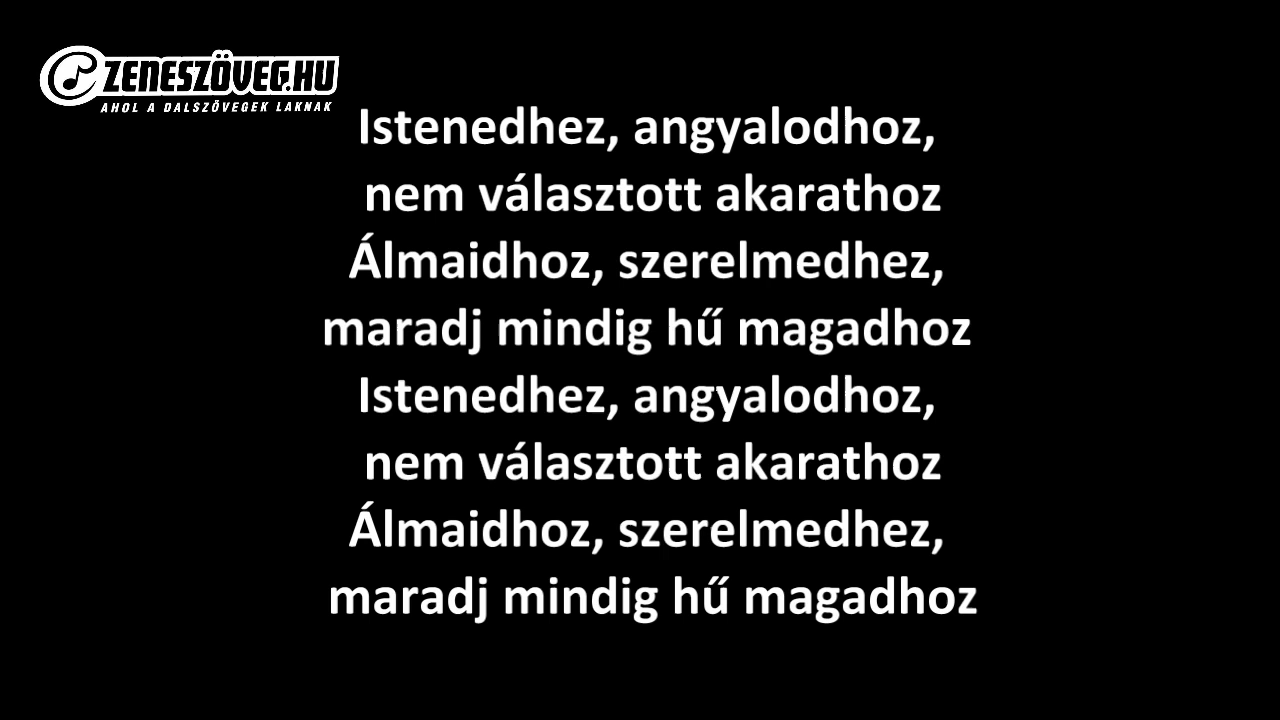 ZENESZÖVEG.HU
AHOL A DALSZÖVEGEK LAKNAK
Istenedhez, angyalodhoz,
nem választott akarathoz
Álmaidhoz, szerelmedhez,
maradj mindig hű magadhoz
Istenedhez, angyalodhoz,
nem választott akarathoz
Álmaidhoz, szerelmedhez,
maradj mindig hű magadhoz